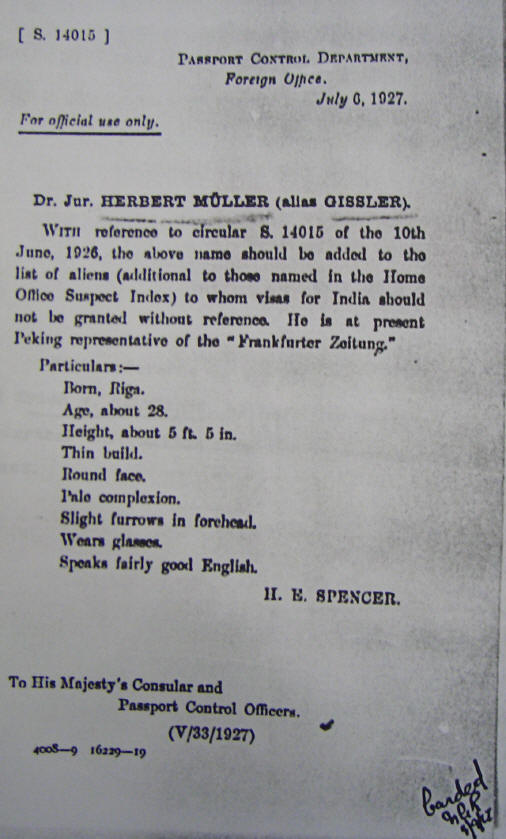 [ S. 14015 ]
PASSPORT CONTROL DEPARTMENT,
Foreign Office.
July 6, 1927.
For official use only.
Dr. Jur. HERBERT MÜLLER (alias GISSLER).
WITH reference to circular S. 14015 of the 10th
June, 1926, the above name should be added to the
list of aliens (additional to those named in the Home
Office Suspect Index) to whom visas for India should
not be granted without reference. He is at present
Peking representative of the "Frankfurter Zeitung."
Particulars:—
Born, Riga.
Age, about 28.
Height, about 5 ft. 5 in.
Thin build.
Round face.
Pale complexion.
Slight furrows in forehead.
Wears glasses.
Speaks fairly good English.
H. E. SPENCER.
To His Majesty's Consular and
Passport Control Officers.
(V/33/1927)
4008—9 16229—19
Carded